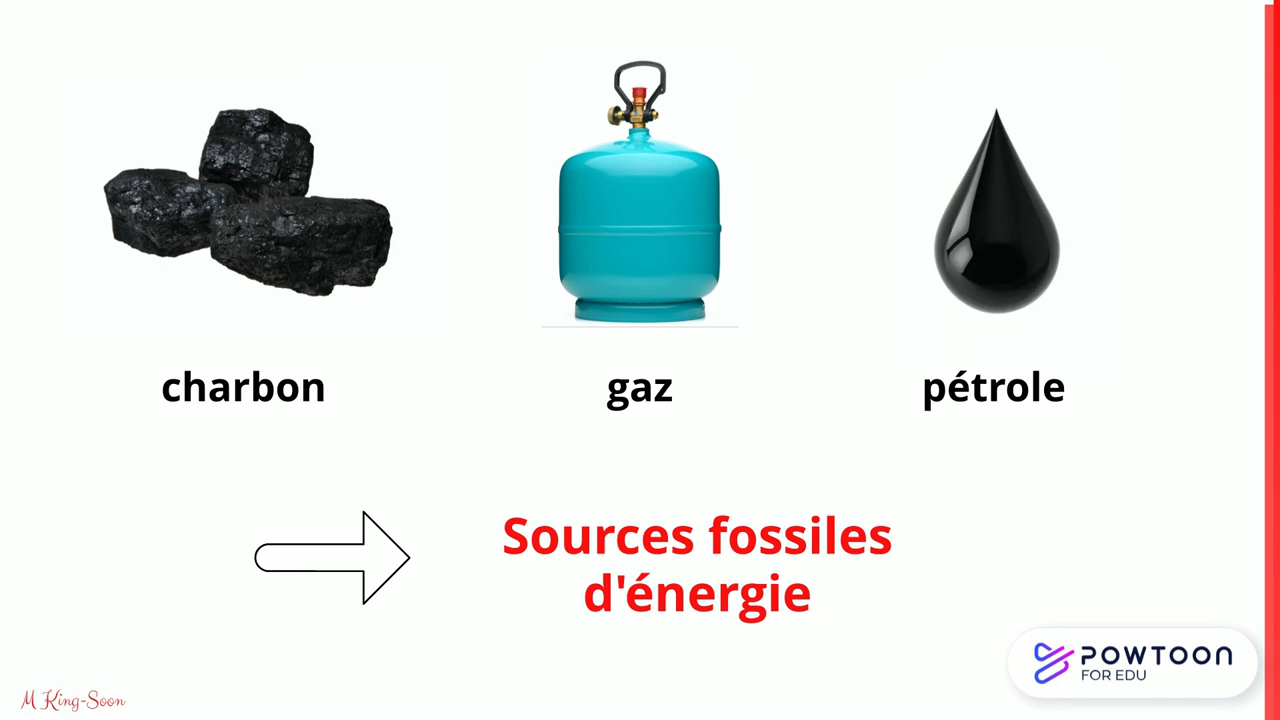 charbon
gaz
pétrole
Sources fossiles
d'énergie
POWTOON
FOR EDU
M King-Soon